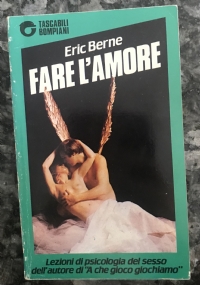 TASCABILI
BOMPIANI
Eric Berne
FARE L'AMORE
Lezioni di psicologia del sesso
dell'autore di "A che gioco giochiamo"